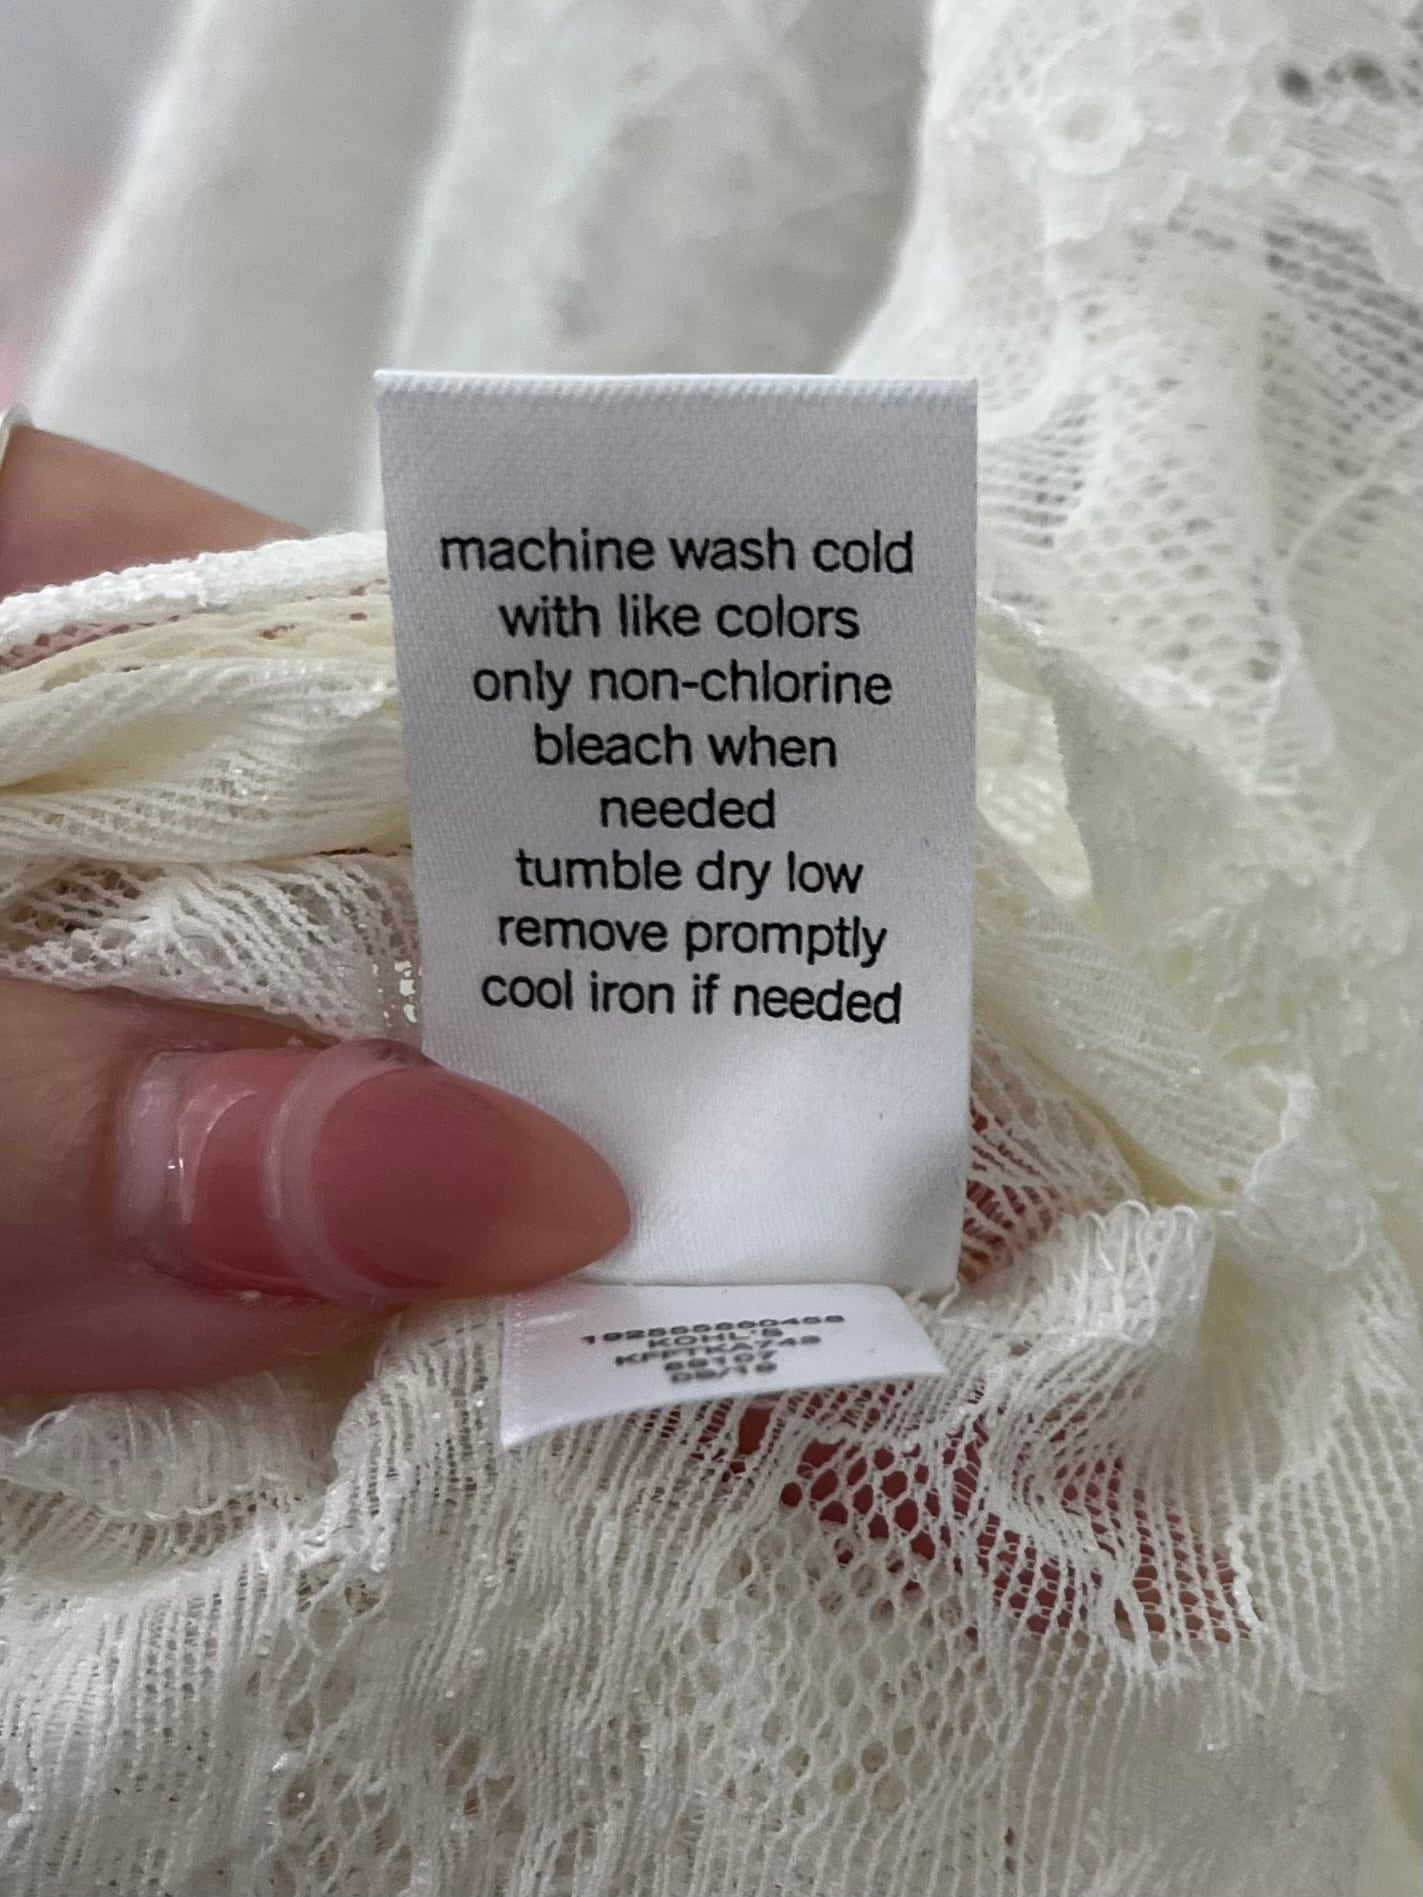 machine wash cold
with like colors
only non-chlorine
bleach when
needed
tumble dry low
remove promptly
cool iron if needed
KOHL'S